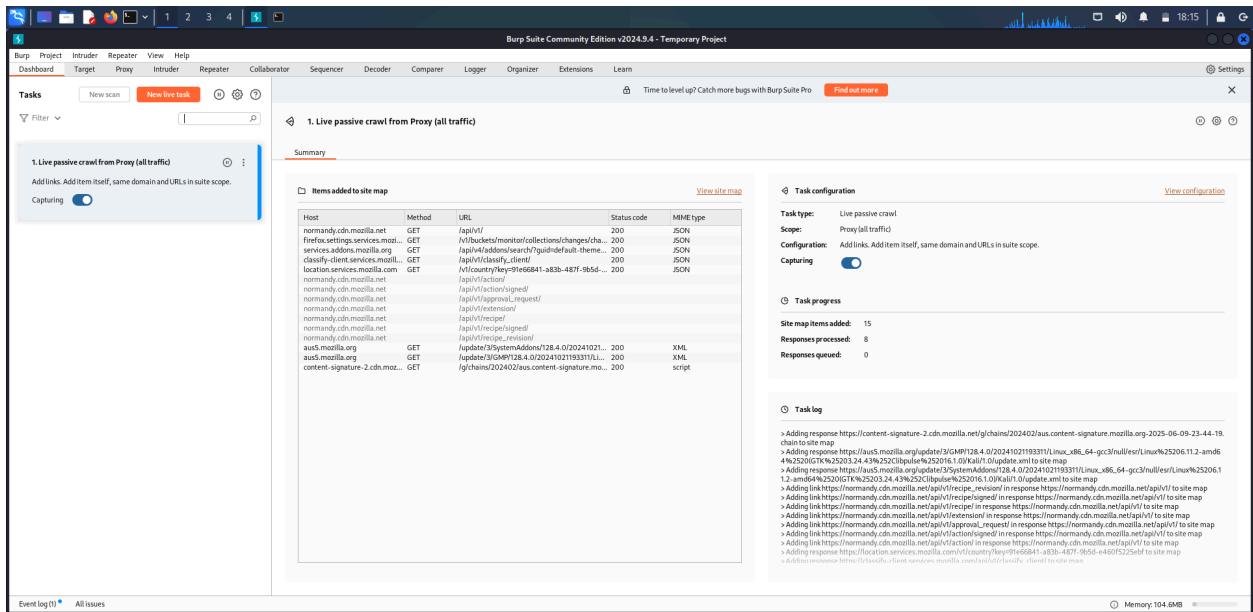 1 2 3 4 18:15
Burp Suite Community Edition v2024.9.4 - Temporary Project
Burp Project Intruder Repeater View Help
Dashboard Target Proxy Intruder Repeater Collaborator Sequencer Decoder Comparer Logger Organizer Extensions Learn Settings
Tasks New scan New live task
Time to level up? Catch more bugs with Burp Suite Pro Find out more
Filter
1. Live passive crawl from Proxy (all traffic)
Add links. Add item itself, same domain and URLs in suite scope.
Capturing
1. Live passive crawl from Proxy (all traffic)
Summary
Items added to site map View site map
Host Method URL Status code MIME type
normandy.cdn.mozilla.net GET /api/v1/ 200 JSON
firefox.settings.services.mozi... GET /v1/buckets/monitor/collections/changes/cha... 200 JSON
services.addons.mozilla.org GET /api/v4/addons/search/?guid=default-theme... 200 JSON
classify-client.services.mozill... GET /api/v1/classify_client/ 200 JSON
location.services.mozilla.com GET /v1/country?key=91e66841-a83b-487f-9b5d-... 200 JSON
normandy.cdn.mozilla.net /api/v1/action/
normandy.cdn.mozilla.net /api/v1/action/signed/
normandy.cdn.mozilla.net /api/v1/approval_request/
normandy.cdn.mozilla.net /api/v1/extension/
normandy.cdn.mozilla.net /api/v1/recipe/
normandy.cdn.mozilla.net /api/v1/recipe/signed/
normandy.cdn.mozilla.net /api/v1/recipe_revision/
aus5.mozilla.org GET /update/3/SystemAddons/128.4.0/20241021... 200 XML
aus5.mozilla.org GET /update/3/GMP/128.4.0/20241021193311/Li... 200 XML
content-signature-2.cdn.moz... GET /g/chains/202402/aus.content-signature.mo... 200 script
Task configuration View configuration
Task type: Live passive crawl
Scope: Proxy (all traffic)
Configuration: Add links. Add item itself, same domain and URLs in suite scope.
Capturing
Task progress
Site map items added: 15
Responses processed: 8
Responses queued: 0
Task log
> Adding response https://content-signature-2.cdn.mozilla.net/g/chains/202402/aus.content-signature.mozilla.org-2025-06-09-23-44-19.
chain to site map
> Adding response https://aus5.mozilla.org/update/3/GMP/128.4.0/20241021193311/Linux_x86_64-gcc3/null/esr/Linux%25206.11.2-amd6
4%2520(GTK%25203.24.43%252Clibpulse%252016.1.0)/Kali/1.0/update.xml to site map
> Adding response https://aus5.mozilla.org/update/3/SystemAddons/128.4.0/20241021193311/Linux_x86_64-gcc3/null/esr/Linux%25206.1
1.2-amd64%2520(GTK%25203.24.43%252Clibpulse%252016.1.0)/Kali/1.0/update.xml to site map
> Adding link https://normandy.cdn.mozilla.net/api/v1/recipe_revision/ in response https://normandy.cdn.mozilla.net/api/v1/ to site map
> Adding link https://normandy.cdn.mozilla.net/api/v1/recipe/signed/ in response https://normandy.cdn.mozilla.net/api/v1/ to site map
> Adding link https://normandy.cdn.mozilla.net/api/v1/recipe/ in response https://normandy.cdn.mozilla.net/api/v1/ to site map
> Adding link https://normandy.cdn.mozilla.net/api/v1/extension/ in response https://normandy.cdn.mozilla.net/api/v1/ to site map
> Adding link https://normandy.cdn.mozilla.net/api/v1/approval_request/ in response https://normandy.cdn.mozilla.net/api/v1/ to site map
> Adding link https://normandy.cdn.mozilla.net/api/v1/action/signed/ in response https://normandy.cdn.mozilla.net/api/v1/ to site map
> Adding link https://normandy.cdn.mozilla.net/api/v1/action/ in response https://normandy.cdn.mozilla.net/api/v1/ to site map
> Adding response https://location.services.mozilla.com/v1/country?key=91e66841-a83b-487f-9b5d-e460f5225ebf to site map
> Adding response https://classify-client.services.mozilla.com/api/v1/classify_client/ to site map
Event log (1) All issues Memory: 104.6MB